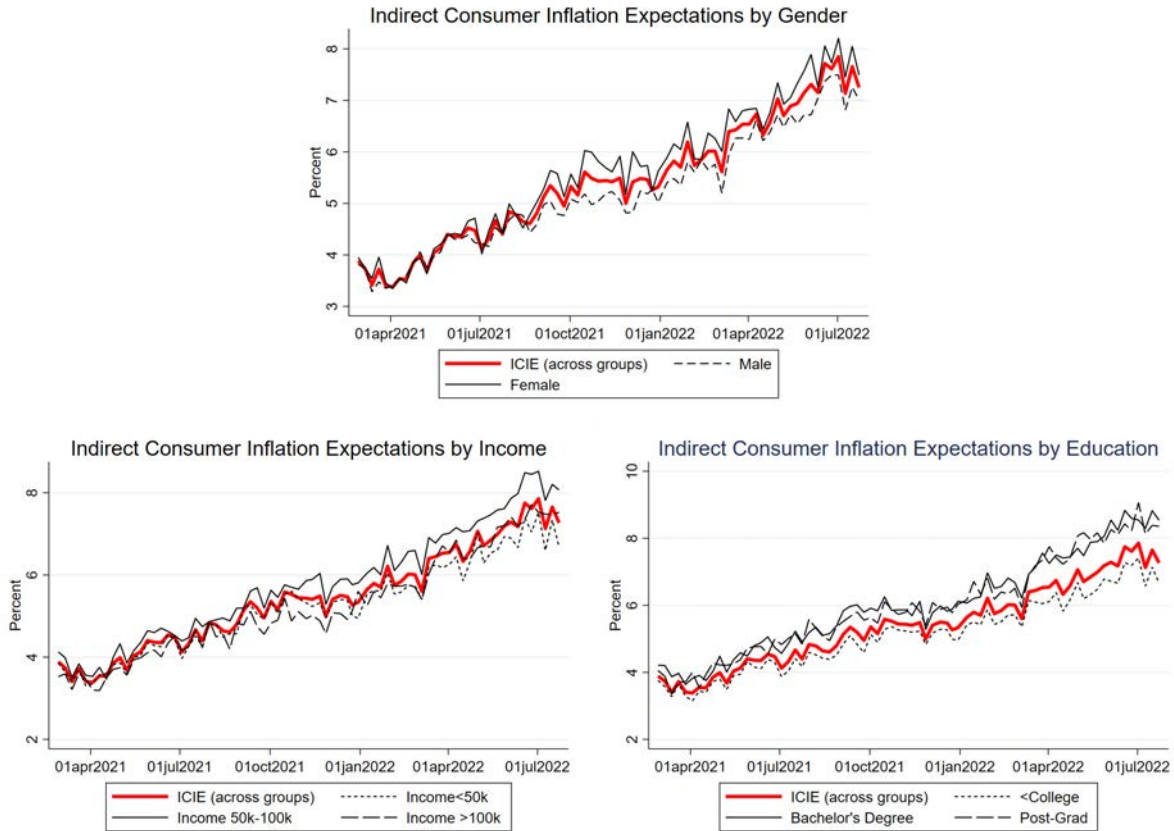 Indirect Consumer Inflation Expectations by Gender
Percent
8
7
6
5
4
3
01apr2021 01jul2021 01oct2021 01jan2022 01apr2022 01jul2022
ICIE (across groups) Male
Female
Indirect Consumer Inflation Expectations by Income
Percent
8
6
4
2
01apr2021 01jul2021 01oct2021 01jan2022 01apr2022 01jul2022
ICIE (across groups) Income<50k
Income 50k-100k Income >100k
Indirect Consumer Inflation Expectations by Education
Percent
10
8
6
4
2
01apr2021 01jul2021 01oct2021 01jan2022 01apr2022 01jul2022
ICIE (across groups) <College
Bachelor's Degree Post-Grad